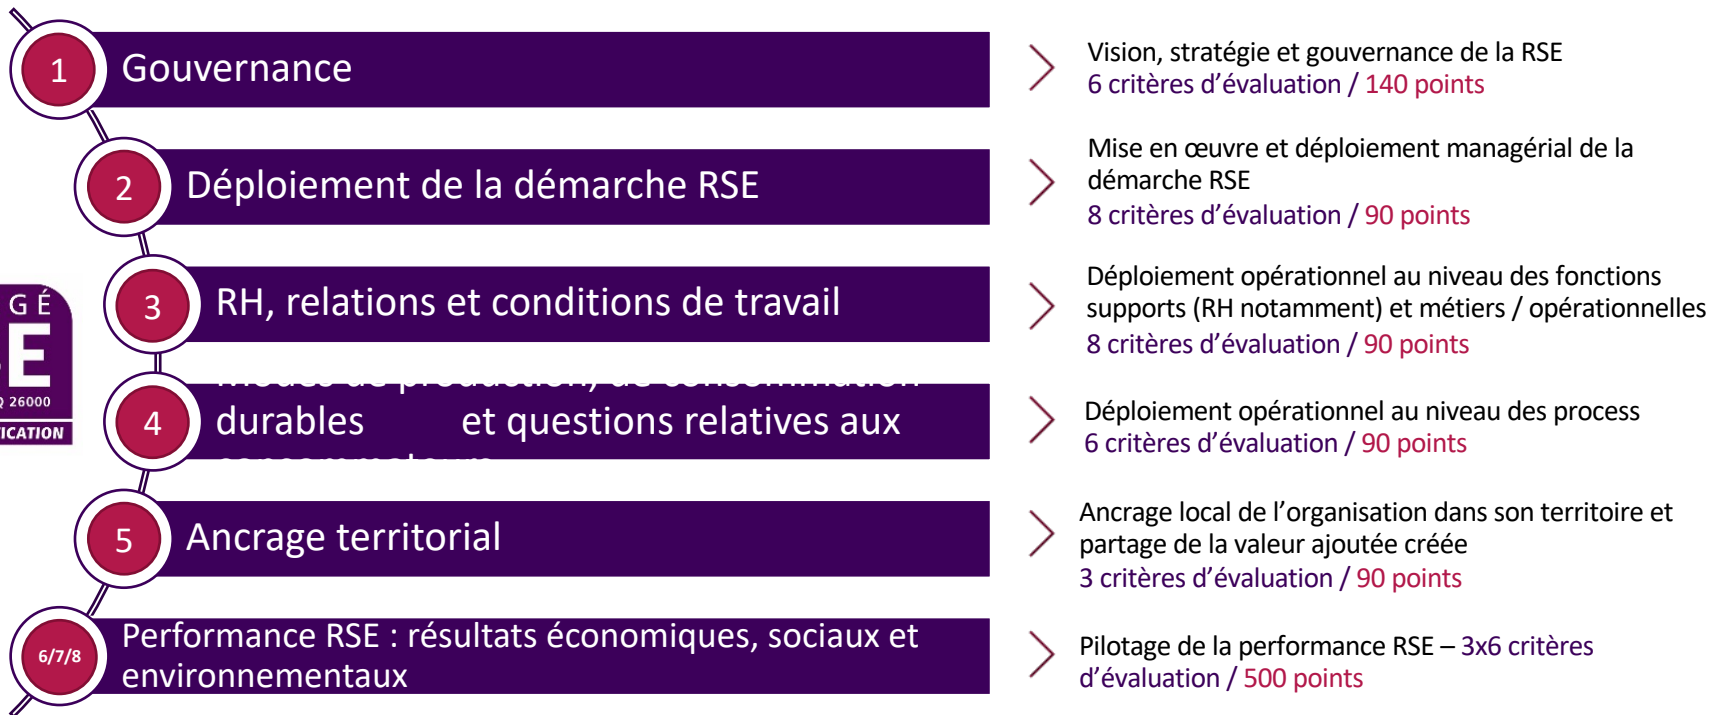 1
Gouvernance
Vision, stratégie et gouvernance de la RSE
6 critères d’évaluation / 140 points
2
Déploiement de la démarche RSE
Mise en œuvre et déploiement managérial de la
démarche RSE
8 critères d’évaluation / 90 points
G É
E
26000
3
RH, relations et conditions de travail
Déploiement opérationnel au niveau des fonctions
supports (RH notamment) et métiers / opérationnelles
8 critères d’évaluation / 90 points
4
Modes de production, de consommation
durables et questions relatives aux
consommateurs
Déploiement opérationnel au niveau des process
6 critères d’évaluation / 90 points
5
Ancrage territorial
Ancrage local de l’organisation dans son territoire et
partage de la valeur ajoutée créée
3 critères d’évaluation / 90 points
6/7/8
Performance RSE : résultats économiques, sociaux et
environnementaux
Pilotage de la performance RSE – 3x6 critères
d’évaluation / 500 points